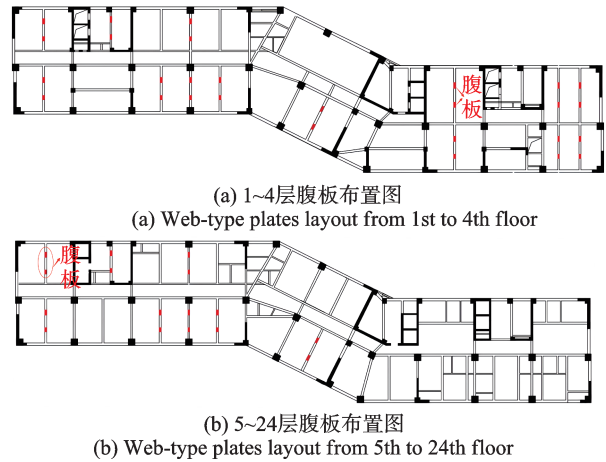 腹板
(a) 1~4层腹板布置图
(a) Web-type plates layout from 1st to 4th floor
腹板
(b) 5~24层腹板布置图
(b) Web-type plates layout from 5th to 24th floor